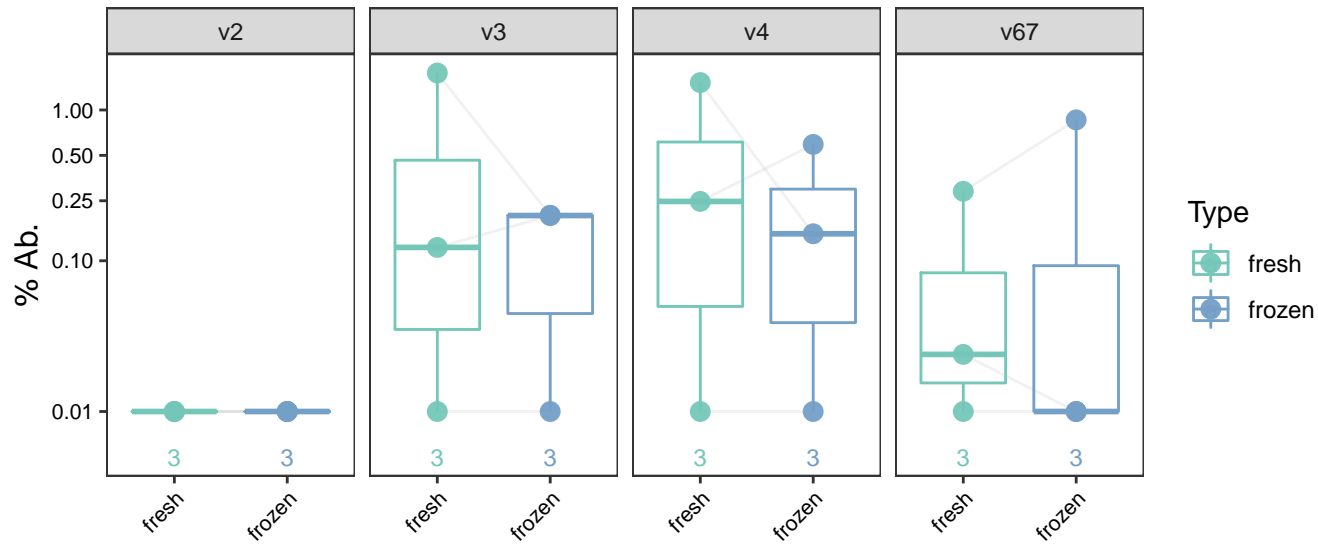 v2 v3 v4 v67
% Ab.
1.00
0.50
0.25
0.10
0.01
3 3 3 3 3 3 3 3
fresh frozen fresh frozen fresh frozen fresh frozen
Type
fresh
frozen